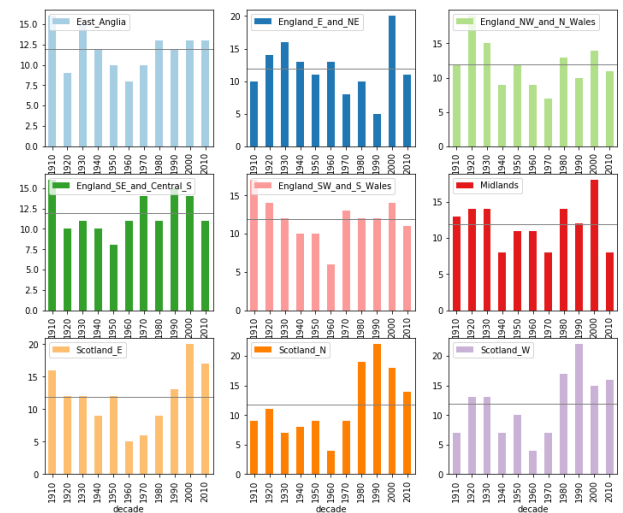 East_Anglia
England_E_and_NE
England_NW_and_N_Wales
15.0
12.5
10.0
7.5
5.0
2.5
0.0
20
15
10
5
0
15
10
5
0
1910 1920 1930 1940 1950 1960 1970 1980 1990 2000 2010
1910 1920 1930 1940 1950 1960 1970 1980 1990 2000 2010
1910 1920 1930 1940 1950 1960 1970 1980 1990 2000 2010
England_SE_and_Central_S
England_SW_and_S_Wales
Midlands
15.0
12.5
10.0
7.5
5.0
2.5
0.0
15
10
5
0
15
10
5
0
1910 1920 1930 1940 1950 1960 1970 1980 1990 2000 2010
1910 1920 1930 1940 1950 1960 1970 1980 1990 2000 2010
1910 1920 1930 1940 1950 1960 1970 1980 1990 2000 2010
Scotland_E
Scotland_N
Scotland_W
20
15
10
5
0
20
15
10
5
0
20
15
10
5
0
1910 1920 1930 1940 1950 1960 1970 1980 1990 2000 2010
1910 1920 1930 1940 1950 1960 1970 1980 1990 2000 2010
1910 1920 1930 1940 1950 1960 1970 1980 1990 2000 2010
decade
decade
decade